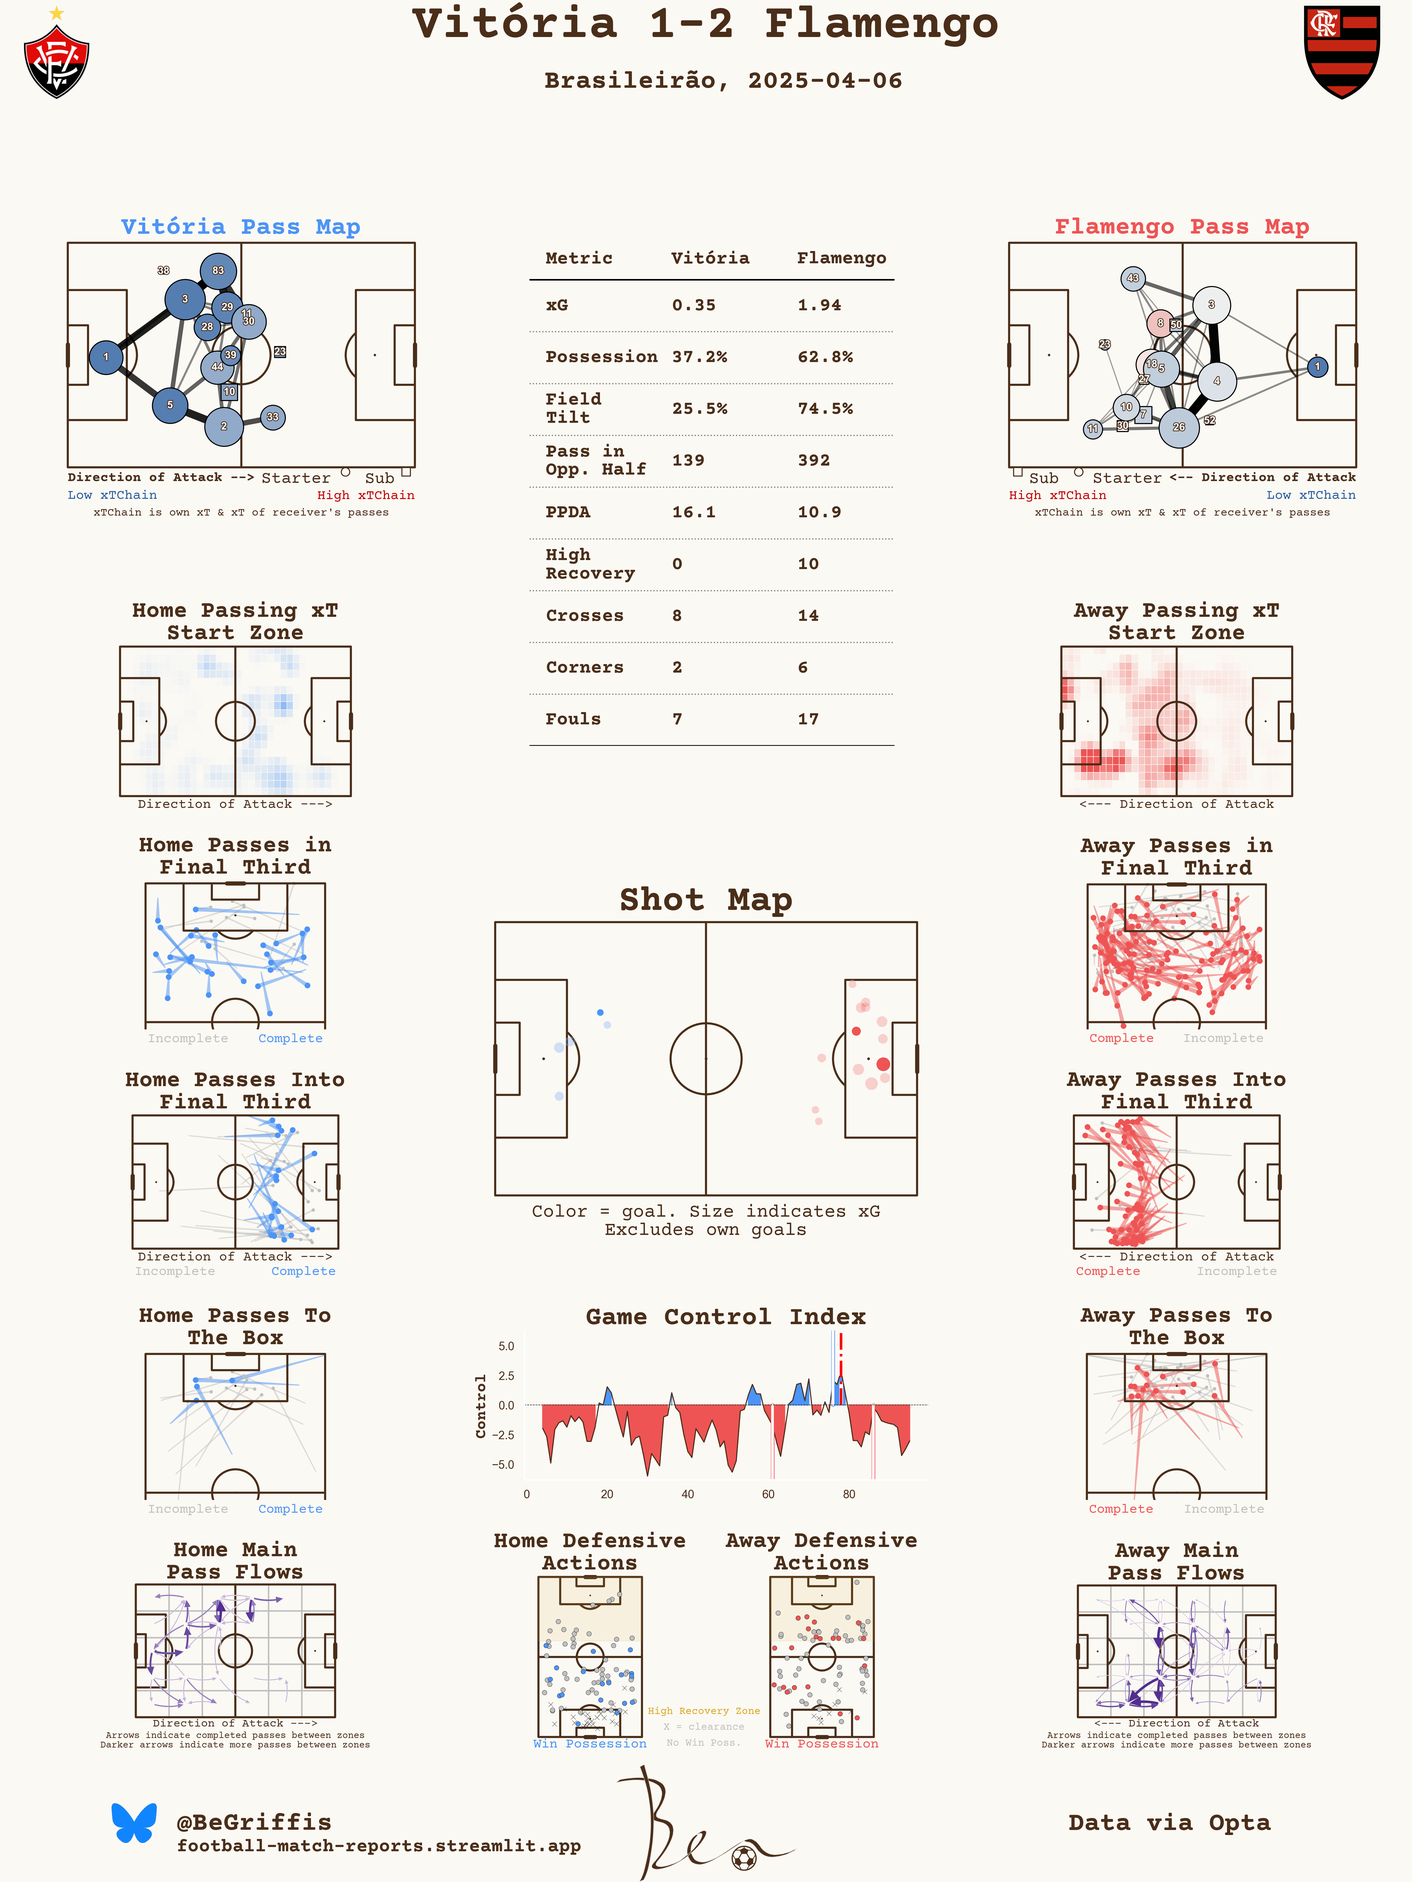 Vitória 1-2 Flamengo
Brasileirão, 2025-04-06
Vitória Pass Map
38
83
3
29
11
30
28
1
39
23
44
10
5
2
33
Direction of Attack --> Starter Sub
Low xTChain High xTChain
xTChain is own xT & xT of receiver's passes
Metric Vitória Flamengo
xG 0.35 1.94
Possession 37.2% 62.8%
Field
Tilt 25.5% 74.5%
Pass in
Opp. Half 139 392
PPDA 16.1 10.9
High
Recovery 0 10
Crosses 8 14
Corners 2 6
Fouls 7 17
Flamengo Pass Map
43
3
8
50
23
18
5
1
27
4
10
7
11
30
26
52
Sub Starter <-- Direction of Attack
High xTChain Low xTChain
xTChain is own xT & xT of receiver's passes
Home Passing xT
Start Zone
Direction of Attack --->
Away Passing xT
Start Zone
<--- Direction of Attack
Home Passes in
Final Third
Incomplete Complete
Away Passes in
Final Third
Complete Incomplete
Shot Map
Color = goal. Size indicates xG
Excludes own goals
Home Passes Into
Final Third
Direction of Attack --->
Incomplete Complete
Away Passes Into
Final Third
<--- Direction of Attack
Complete Incomplete
Home Passes To
The Box
Incomplete Complete
Game Control Index
Control
5.0
2.5
0.0
−2.5
−5.0
0 20 40 60 80
Away Passes To
The Box
Complete Incomplete
Home Main
Pass Flows
Direction of Attack --->
Arrows indicate completed passes between zones
Darker arrows indicate more passes between zones
Home Defensive
Actions
Win Possession
Away Defensive
Actions
Win Possession
High Recovery Zone
X = clearance
No Win Poss.
Away Main
Pass Flows
<--- Direction of Attack
Arrows indicate completed passes between zones
Darker arrows indicate more passes between zones
@BeGriffis
football-match-reports.streamlit.app
Ben
Data via Opta